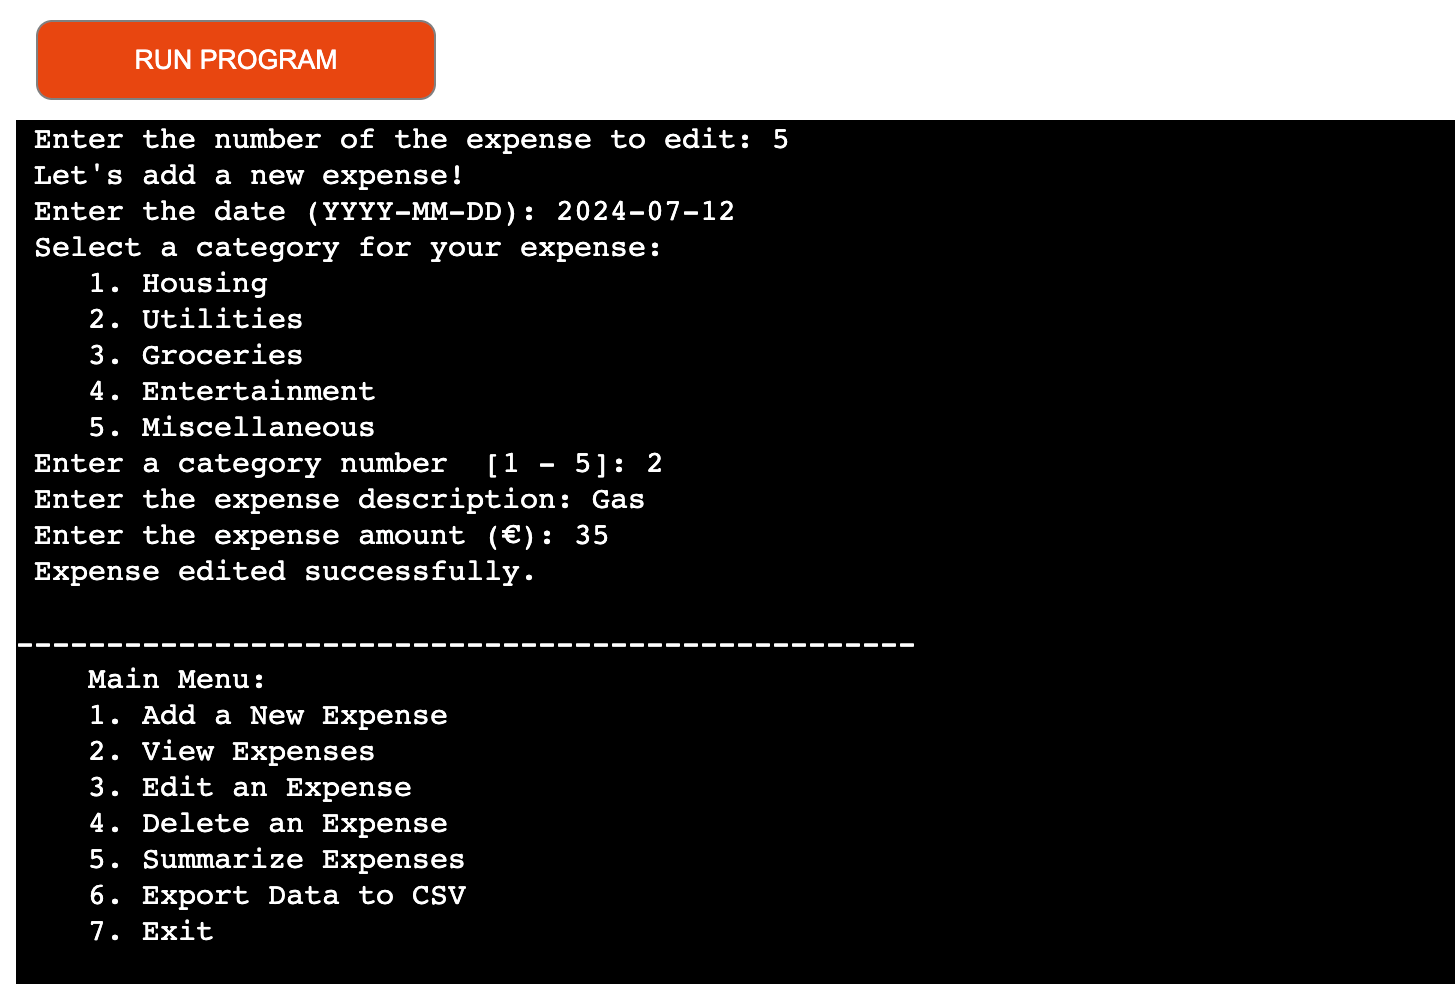 RUN PROGRAM
Enter the number of the expense to edit: 5
Let's add a new expense!
Enter the date (YYYY-MM-DD): 2024-07-12
Select a category for your expense:
1. Housing
2. Utilities
3. Groceries
4. Entertainment
5. Miscellaneous
Enter a category number  [1 - 5]: 2
Enter the expense description: Gas
Enter the expense amount (€): 35
Expense edited successfully.
--------------------------------------------------
Main Menu:
1. Add a New Expense
2. View Expenses
3. Edit an Expense
4. Delete an Expense
5. Summarize Expenses
6. Export Data to CSV
7. Exit